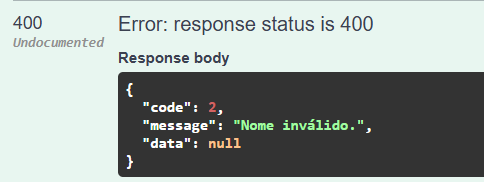 400
Undocumented
Error: response status is 400
Response body
{
  "code": 2,
  "message": "Nome inválido.",
  "data": null
}